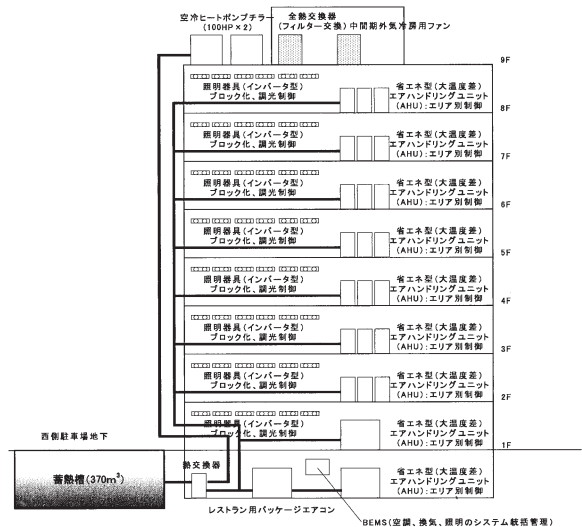 空冷ヒートポンプチラー
(100HP×2)
全熱交換器
(フィルター交換)中間期外気冷房用ファン
9F
照明器具(インバータ型)
ブロック化、調光制御
省エネ型(大温度差)
エアハンドリングユニット
(AHU):エリア別制御
8F
照明器具(インバータ型)
ブロック化、調光制御
省エネ型(大温度差)
エアハンドリングユニット
(AHU):エリア別制御
7F
照明器具(インバータ型)
ブロック化、調光制御
省エネ型(大温度差)
エアハンドリングユニット
(AHU):エリア別制御
6F
照明器具(インバータ型)
ブロック化、調光制御
省エネ型(大温度差)
エアハンドリングユニット
(AHU):エリア別制御
5F
照明器具(インバータ型)
ブロック化、調光制御
省エネ型(大温度差)
エアハンドリングユニット
(AHU):エリア別制御
4F
照明器具(インバータ型)
ブロック化、調光制御
省エネ型(大温度差)
エアハンドリングユニット
(AHU):エリア別制御
3F
照明器具(インバータ型)
ブロック化、調光制御
省エネ型(大温度差)
エアハンドリングユニット
(AHU):エリア別制御
2F
照明器具(インバータ型)
ブロック化、調光制御
省エネ型(大温度差)
エアハンドリングユニット
(AHU):エリア別制御
1F
西側駐車場地下
蓄熱槽(370m³)
熱交換器
省エネ型(大温度差)
エアハンドリングユニット
(AHU):エリア別制御
レストラン用パッケージエアコン
BEMS(空調、換気、照明のシステム統括管理)